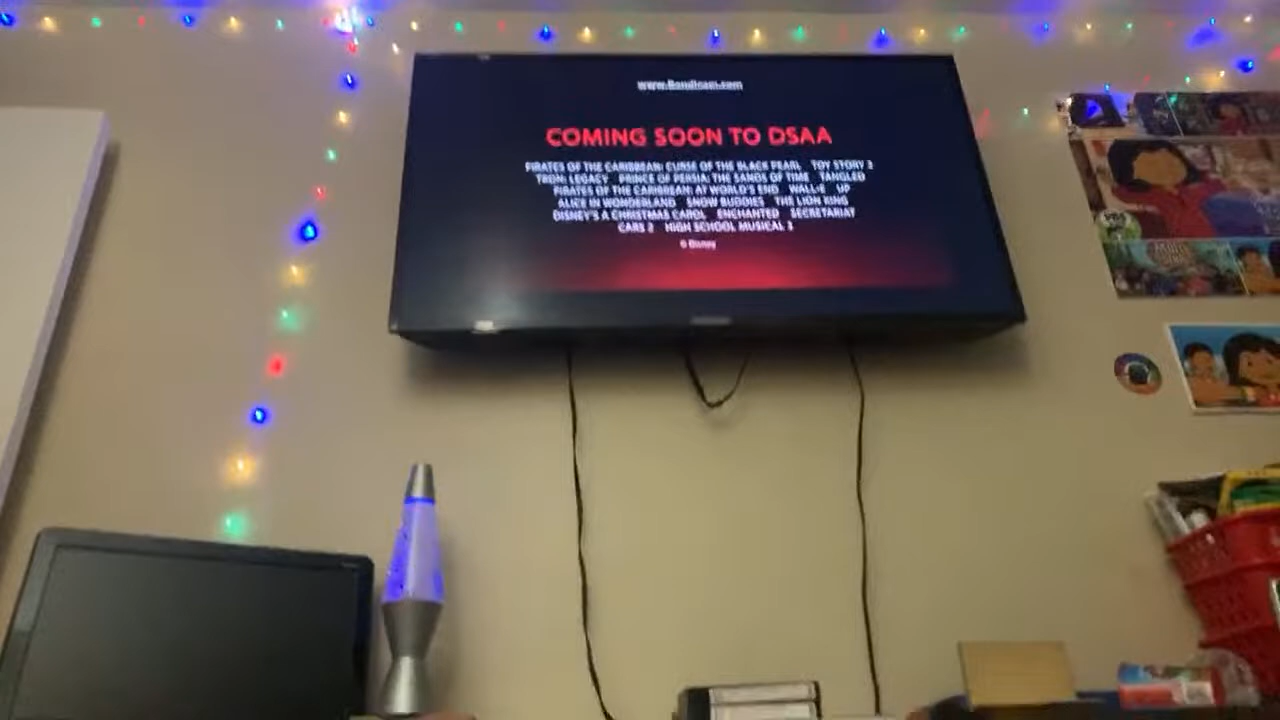 www.Bandicam.com
COMING SOON TO DSAA
PIRATES OF THE CARIBBEAN: CURSE OF THE BLACK PEARL TOY STORY 3
TRON: LEGACY PRINCE OF PERSIA: THE SANDS OF TIME TANGLED
PIRATES OF THE CARIBBEAN: AT WORLD'S END WALL-E UP
ALICE IN WONDERLAND SNOW BUDDIES THE LION KING
DISNEY'S A CHRISTMAS CAROL ENCHANTED SECRETARIAT
CARS 2 HIGH SCHOOL MUSICAL 3
© Disney